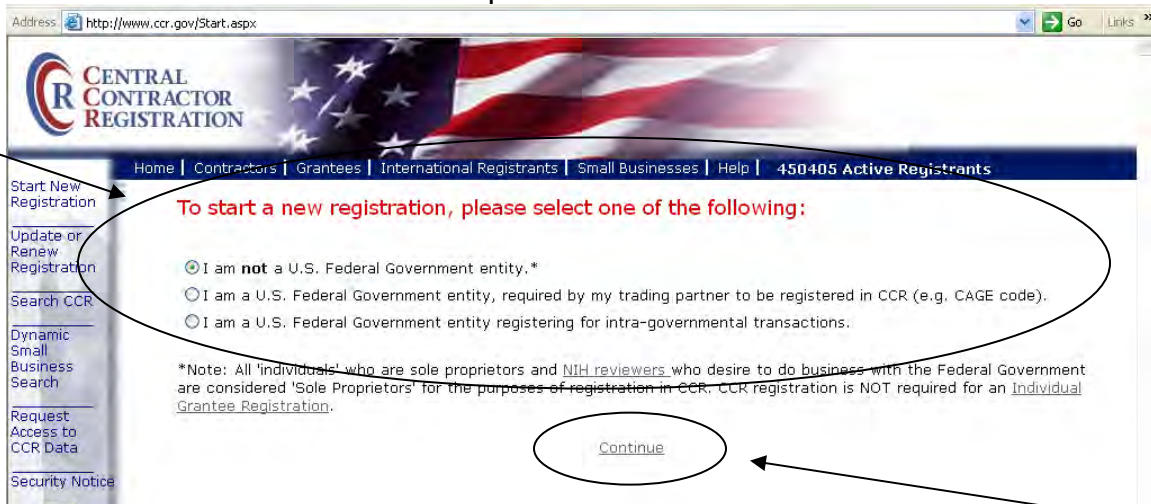 Address http://www.ccr.gov/Start.aspx Go Links »
CENTRAL
CONTRACTOR
REGISTRATION
Home | Contractors | Grantees | International Registrants | Small Businesses | Help | 450405 Active Registrants
Start New
Registration
Update or
Renew
Registration
Search CCR
Dynamic
Small
Business
Search
Request
Access to
CCR Data
Security Notice
To start a new registration, please select one of the following:
I am not a U.S. Federal Government entity.*
I am a U.S. Federal Government entity, required by my trading partner to be registered in CCR (e.g. CAGE code).
I am a U.S. Federal Government entity registering for intra-governmental transactions.
*Note: All 'individuals' who are sole proprietors and NIH reviewers who desire to do business with the Federal Government
are considered 'Sole Proprietors' for the purposes of registration in CCR. CCR registration is NOT required for an Individual
Grantee Registration.
Continue